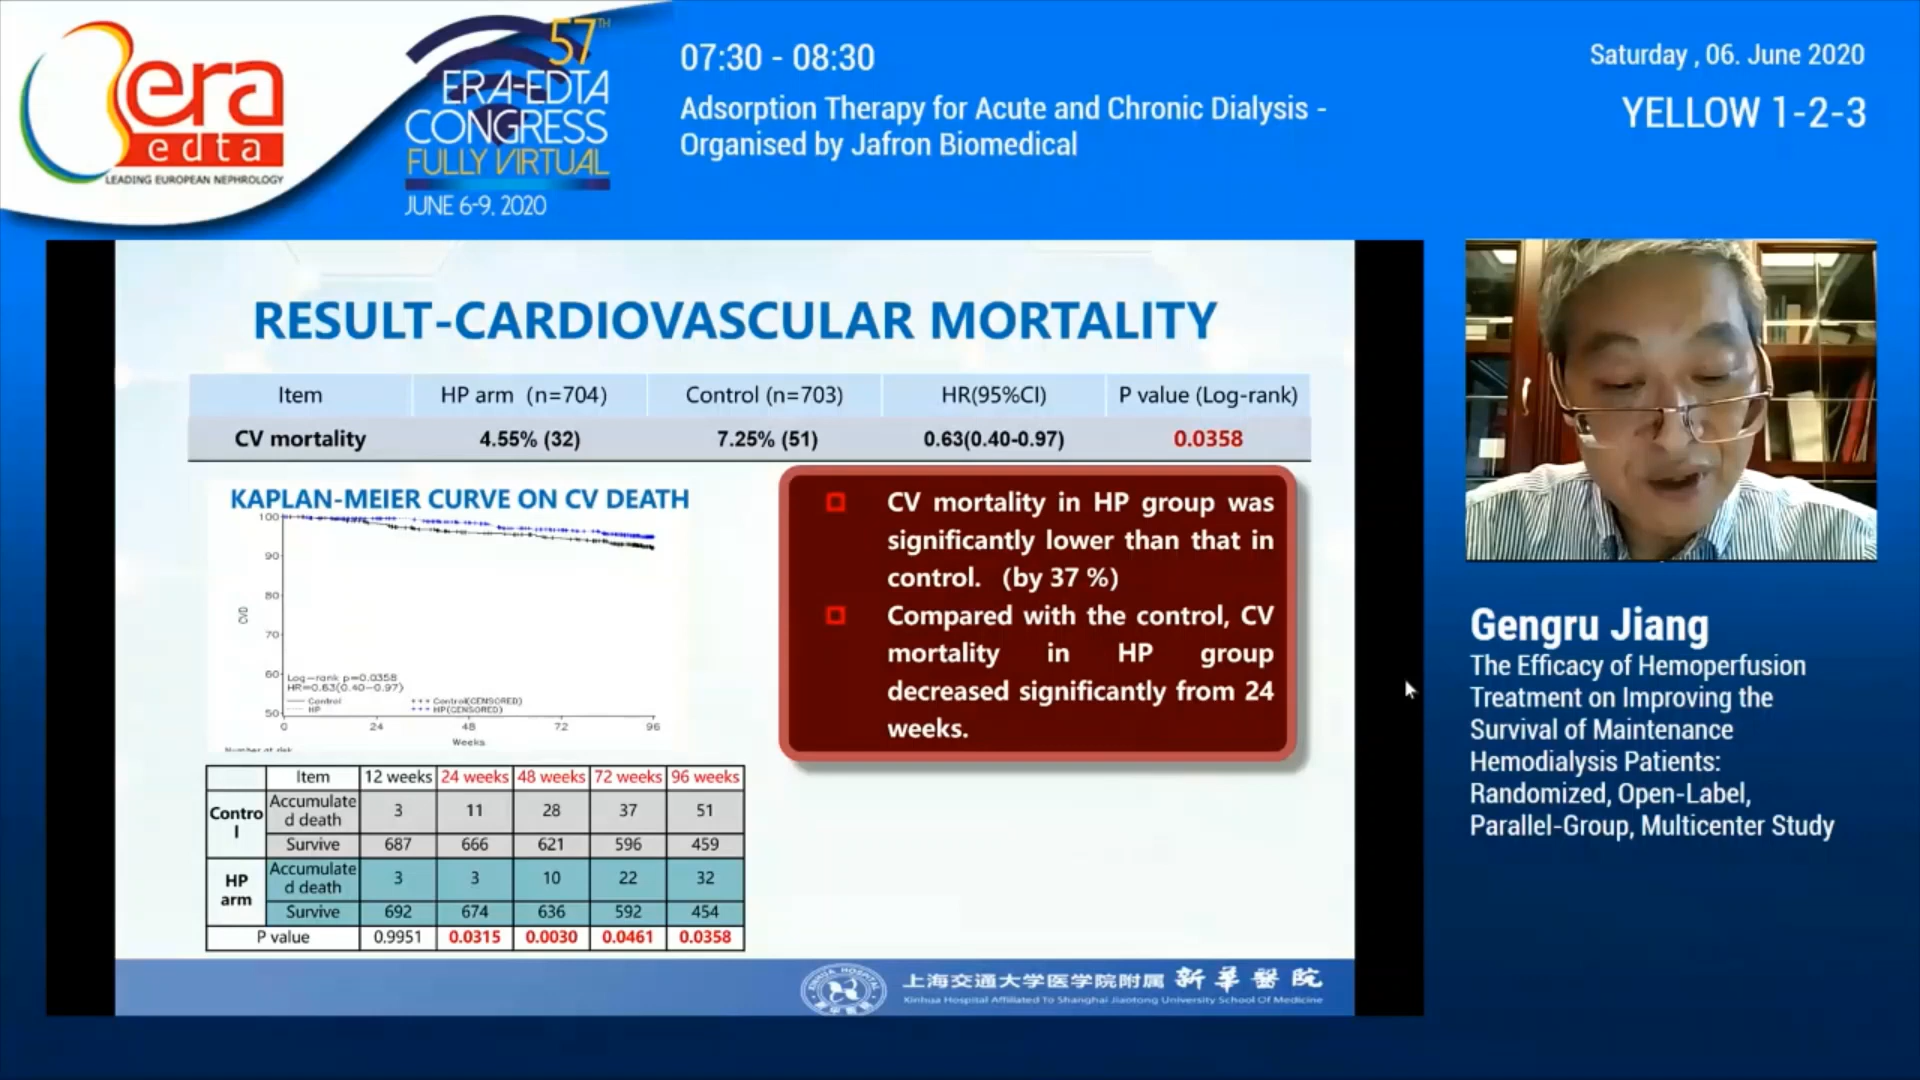 era
edta
LEADING EUROPEAN NEPHROLOGY
57TH
ERA-EDTA
CONGRESS
FULLY VIRTUAL
JUNE 6-9, 2020
07:30 - 08:30
Adsorption Therapy for Acute and Chronic Dialysis -
Organised by Jafron Biomedical
Saturday , 06. June 2020
YELLOW 1-2-3
RESULT-CARDIOVASCULAR MORTALITY
Item HP arm (n=704) Control (n=703) HR(95%CI) P value (Log-rank)
CV mortality 4.55% (32) 7.25% (51) 0.63(0.40-0.97) 0.0358
KAPLAN-MEIER CURVE ON CV DEATH
100
90
80
CVD
70
60
50
Log-rank p=0.0358
HR=0.63(0.40-0.97)
Control Control(CENSORED)
HP HP(CENSORED)
0 24 48 72 96
Weeks
Number at risk
CV mortality in HP group was
significantly lower than that in
control. (by 37 %)
Compared with the control, CV
mortality in HP group
decreased significantly from 24
weeks.
Item 12 weeks 24 weeks 48 weeks 72 weeks 96 weeks
Contro
l
Accumulate
d death 3 11 28 37 51
Survive 687 666 621 596 459
HP
arm
Accumulate
d death 3 3 10 22 32
Survive 692 674 636 592 454
P value 0.9951 0.0315 0.0030 0.0461 0.0358
上海交通大学医学院附属 新华醫院
Xinhua Hospital Affiliated To Shanghai Jiaotong University School Of Medicine
Gengru Jiang
The Efficacy of Hemoperfusion
Treatment on Improving the
Survival of Maintenance
Hemodialysis Patients:
Randomized, Open-Label,
Parallel-Group, Multicenter Study